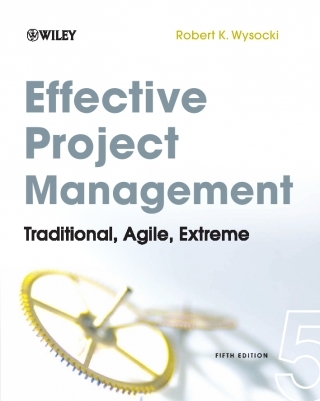 WILEY
Robert K. Wysocki
Effective
Project
Management
Traditional, Agile, Extreme
FIFTH EDITION
5